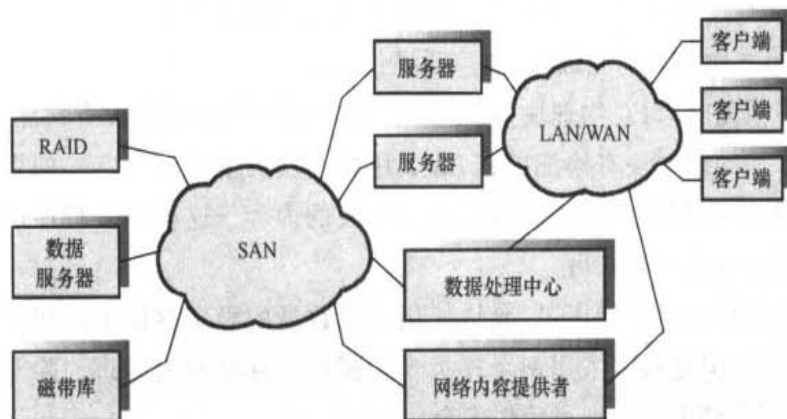 服务器
客户端
LAN/WAN
客户端
RAID
服务器
客户端
数据
服务器
SAN
数据处理中心
磁带库
网络内容提供者